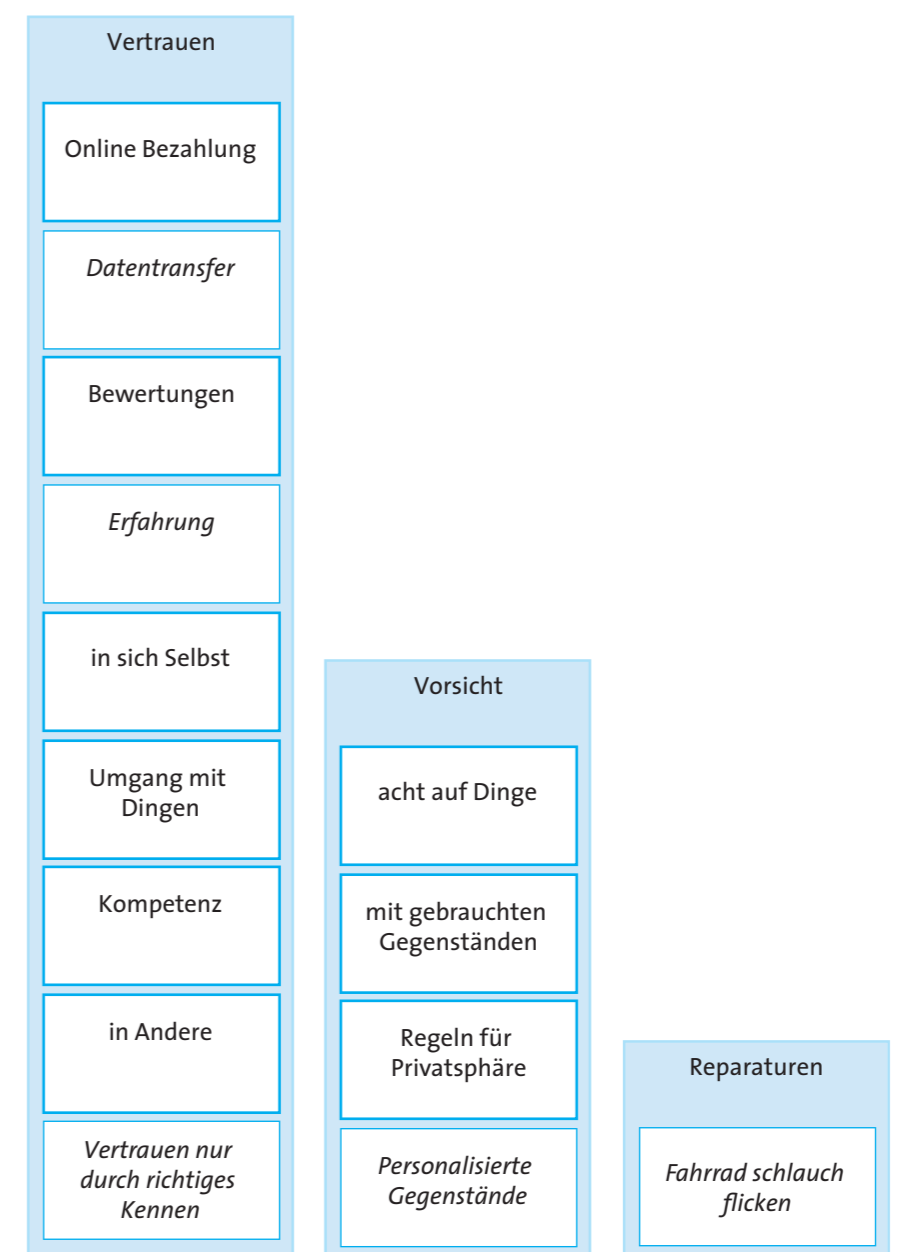 Vertrauen
Online Bezahlung
Datentransfer
Bewertungen
Erfahrung
in sich Selbst
Umgang mit
Dingen
Kompetenz
in Andere
Vertrauen nur
durch richtiges
Kennen
Vorsicht
acht auf Dinge
mit gebrauchten
Gegenständen
Regeln für
Privatsphäre
Personalisierte
Gegenstände
Reparaturen
Fahrrad schlauch
flicken